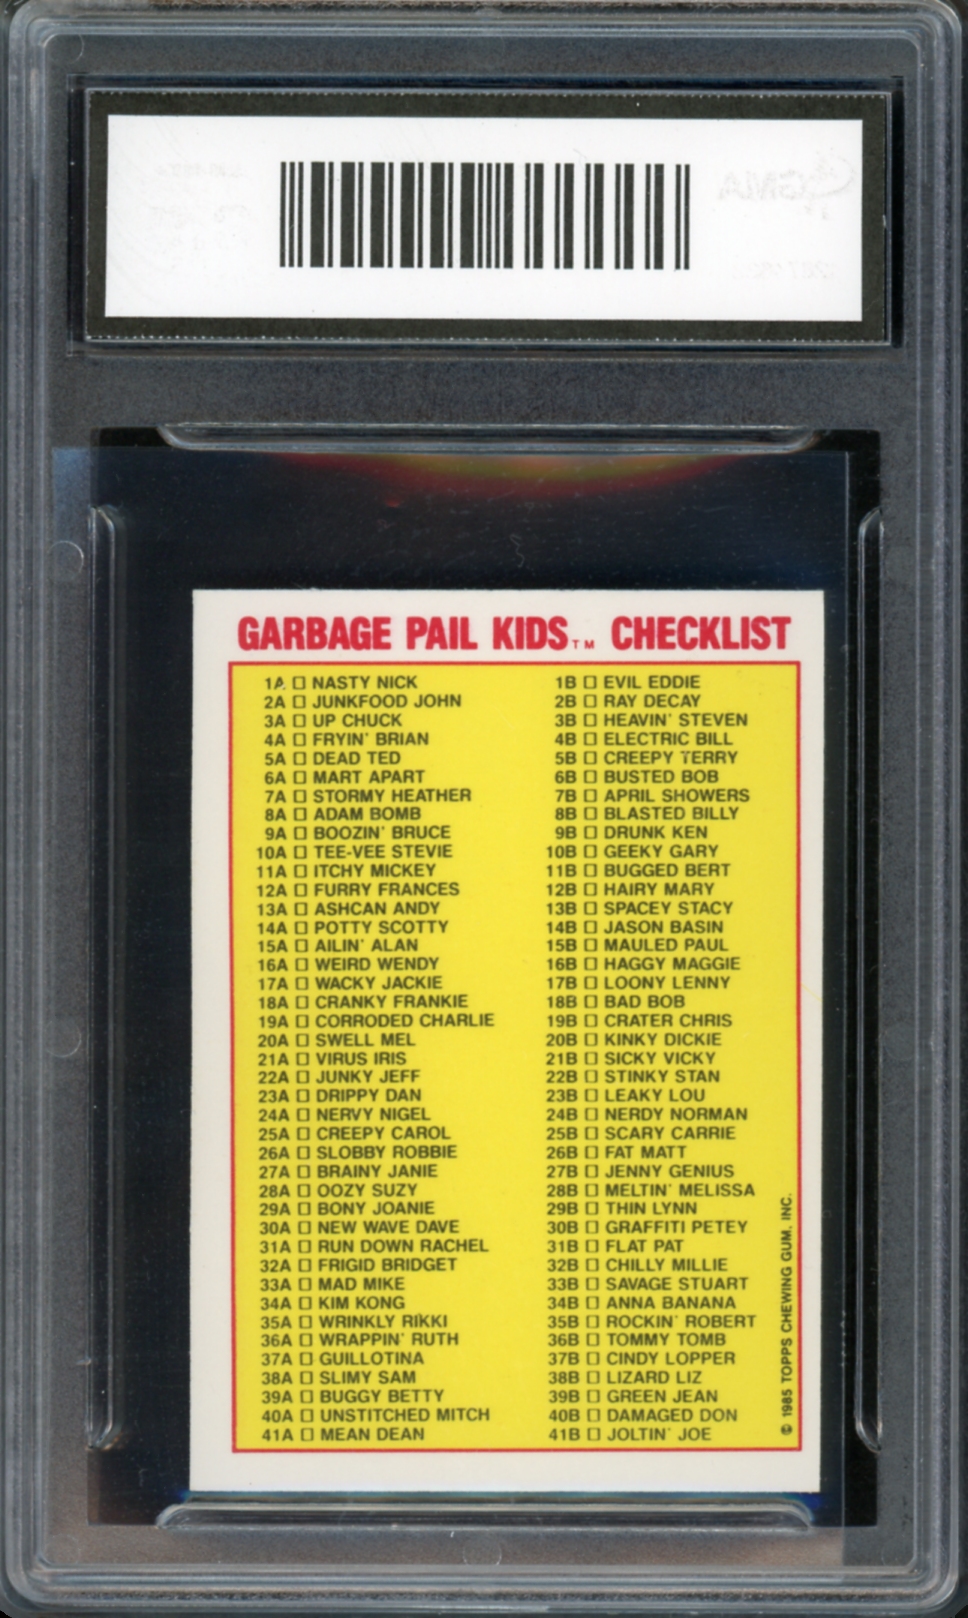 GARBAGE PAIL KIDS™ CHECKLIST
1A □ NASTY NICK
2A □ JUNKFOOD JOHN
3A □ UP CHUCK
4A □ FRYIN' BRIAN
5A □ DEAD TED
6A □ MART APART
7A □ STORMY HEATHER
8A □ ADAM BOMB
9A □ BOOZIN' BRUCE
10A □ TEE-VEE STEVIE
11A □ ITCHY MICKEY
12A □ FURRY FRANCES
13A □ ASHCAN ANDY
14A □ POTTY SCOTTY
15A □ AILIN' ALAN
16A □ WEIRD WENDY
17A □ WACKY JACKIE
18A □ CRANKY FRANKIE
19A □ CORRODED CHARLIE
20A □ SWELL MEL
21A □ VIRUS IRIS
22A □ JUNKY JEFF
23A □ DRIPPY DAN
24A □ NERVY NIGEL
25A □ CREEPY CAROL
26A □ SLOBBY ROBBIE
27A □ BRAINY JANIE
28A □ OOZY SUZY
29A □ BONY JOANIE
30A □ NEW WAVE DAVE
31A □ RUN DOWN RACHEL
32A □ FRIGID BRIDGET
33A □ MAD MIKE
34A □ KIM KONG
35A □ WRINKLY RIKKI
36A □ WRAPPIN' RUTH
37A □ GUILLOTINA
38A □ SLIMY SAM
39A □ BUGGY BETTY
40A □ UNSTITCHED MITCH
41A □ MEAN DEAN
1B □ EVIL EDDIE
2B □ RAY DECAY
3B □ HEAVIN' STEVEN
4B □ ELECTRIC BILL
5B □ CREEPY TERRY
6B □ BUSTED BOB
7B □ APRIL SHOWERS
8B □ BLASTED BILLY
9B □ DRUNK KEN
10B □ GEEKY GARY
11B □ BUGGED BERT
12B □ HAIRY MARY
13B □ SPACEY STACY
14B □ JASON BASIN
15B □ MAULED PAUL
16B □ HAGGY MAGGIE
17B □ LOONY LENNY
18B □ BAD BOB
19B □ CRATER CHRIS
20B □ KINKY DICKIE
21B □ SICKY VICKY
22B □ STINKY STAN
23B □ LEAKY LOU
24B □ NERDY NORMAN
25B □ SCARY CARRIE
26B □ FAT MATT
27B □ JENNY GENIUS
28B □ MELTIN' MELISSA
29B □ THIN LYNN
30B □ GRAFFITI PETEY
31B □ FLAT PAT
32B □ CHILLY MILLIE
33B □ SAVAGE STUART
34B □ ANNA BANANA
35B □ ROCKIN' ROBERT
36B □ TOMMY TOMB
37B □ CINDY LOPPER
38B □ LIZARD LIZ
39B □ GREEN JEAN
40B □ DAMAGED DON
41B □ JOLTIN' JOE
© 1985 TOPPS CHEWING GUM, INC.